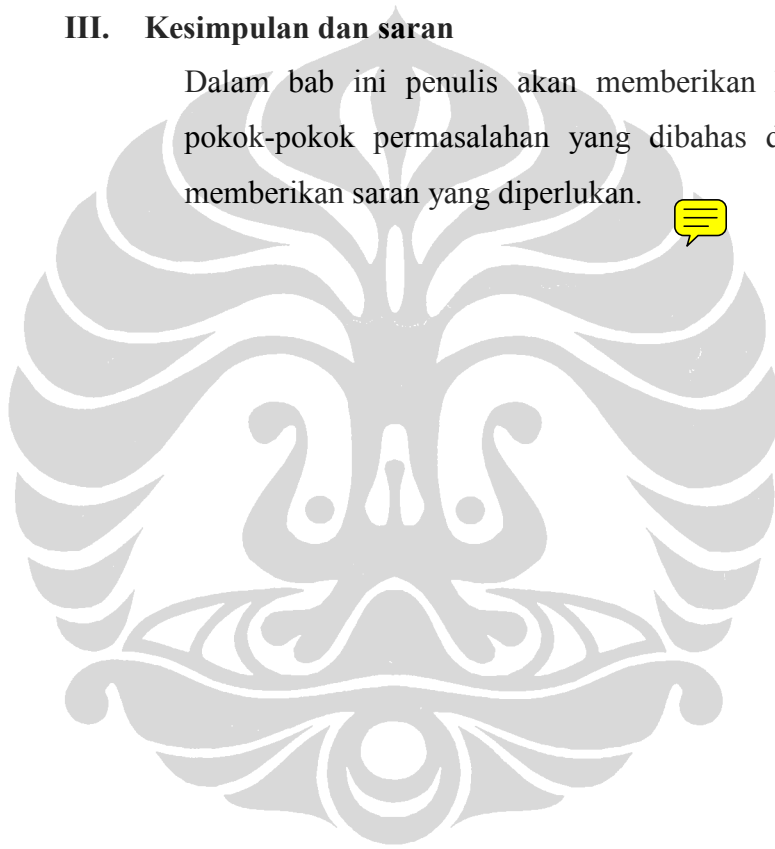 III. Kesimpulan dan saran
Dalam bab ini penulis akan memberikan
pokok-pokok permasalahan yang dibahas
memberikan saran yang diperlukan.